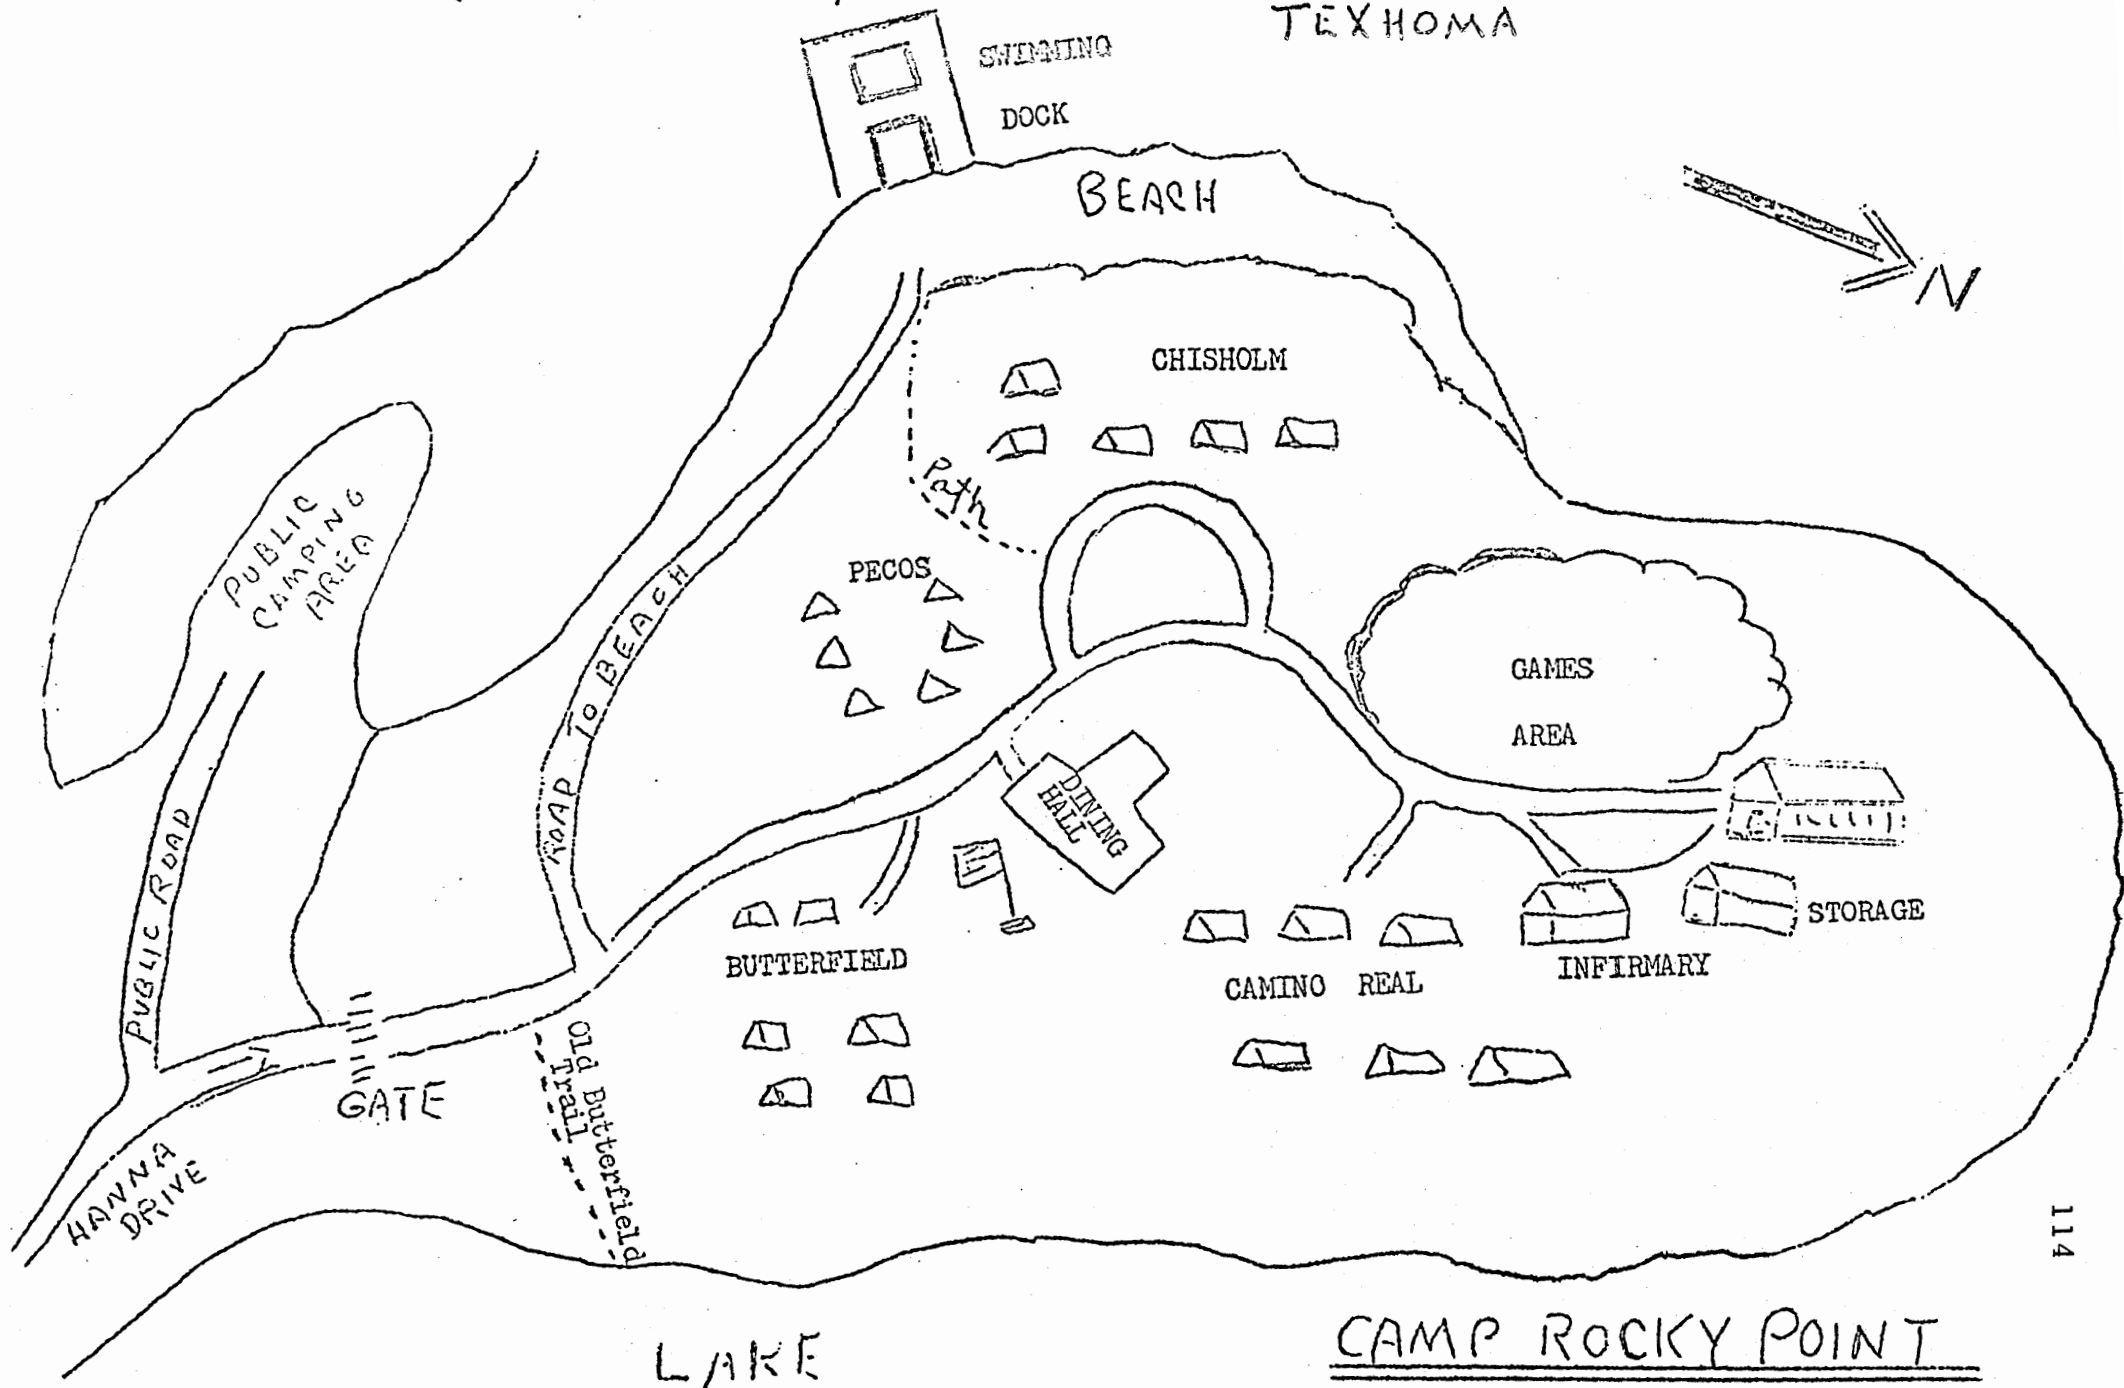 TEXHOMA
SWIMMING
DOCK
BEACH
N
CHISHOLM
Path
PUBLIC
CAMPING
AREA
PECOS
ROAD TO BEACH
GAMES
AREA
DINING
HALL
PUBLIC ROAD
STORAGE
BUTTERFIELD
INFIRMARY
CAMINO REAL
Old Butterfield
Trail
GATE
HANNA
DRIVE
114
LAKE
CAMP ROCKY POINT